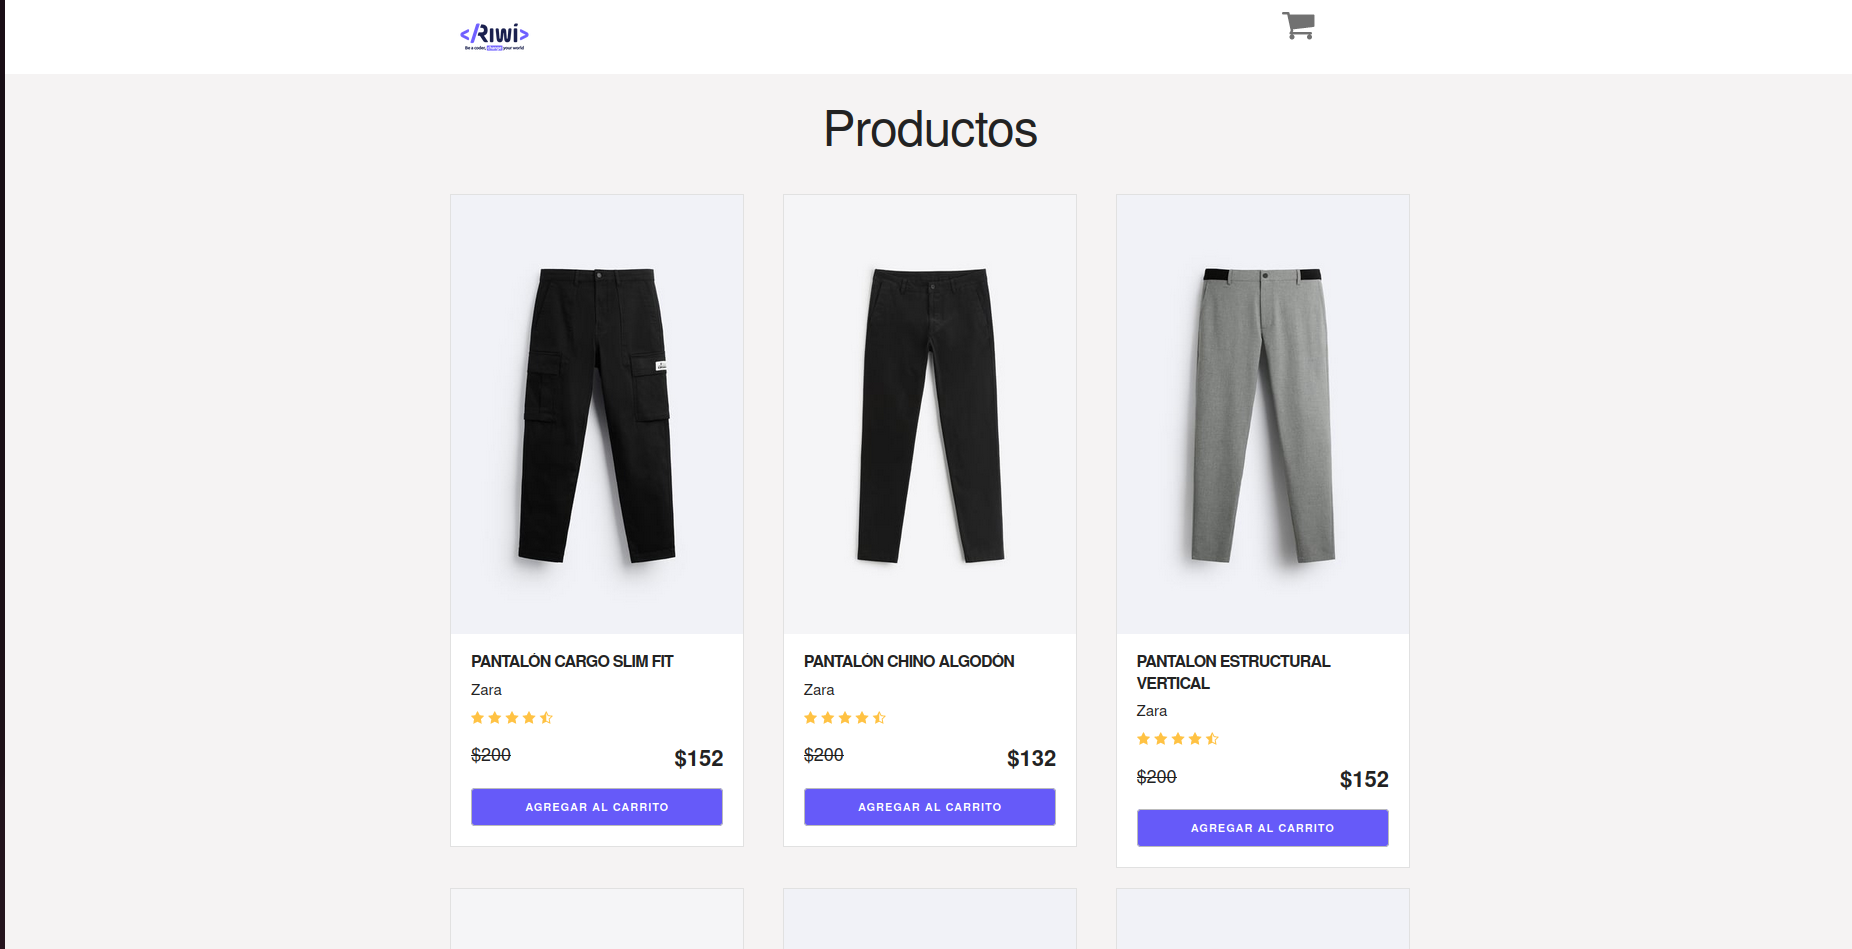 </Riwi>
Be a coder, change your world
Productos
PANTALÓN CARGO SLIM FIT
Zara
$200 $152
AGREGAR AL CARRITO
PANTALÓN CHINO ALGODÓN
Zara
$200 $132
AGREGAR AL CARRITO
PANTALON ESTRUCTURAL
VERTICAL
Zara
$200 $152
AGREGAR AL CARRITO